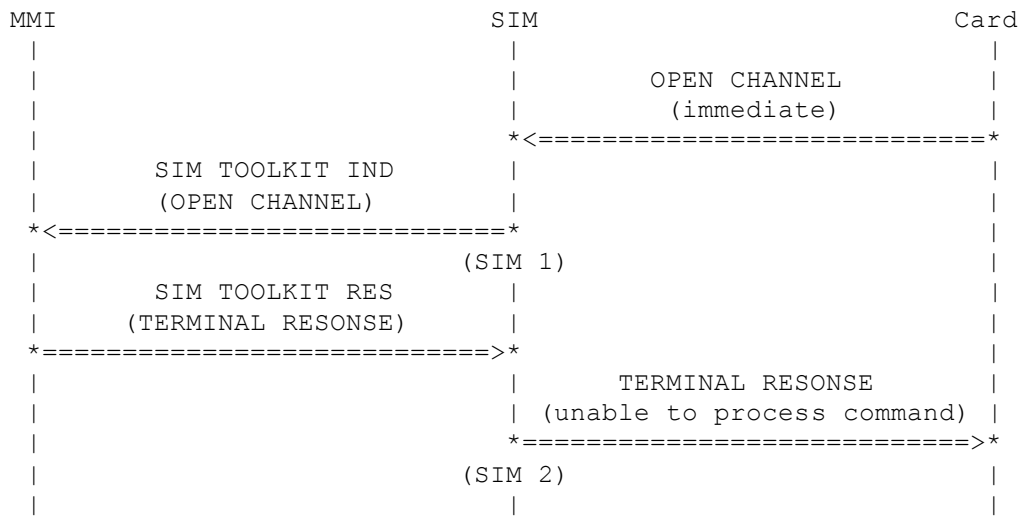 MMI SIM Card
OPEN CHANNEL
(immediate)
SIM TOOLKIT IND
(OPEN CHANNEL)
(SIM 1)
SIM TOOLKIT RES
(TERMINAL RESONSE)
TERMINAL RESONSE
(unable to process command)
(SIM 2)